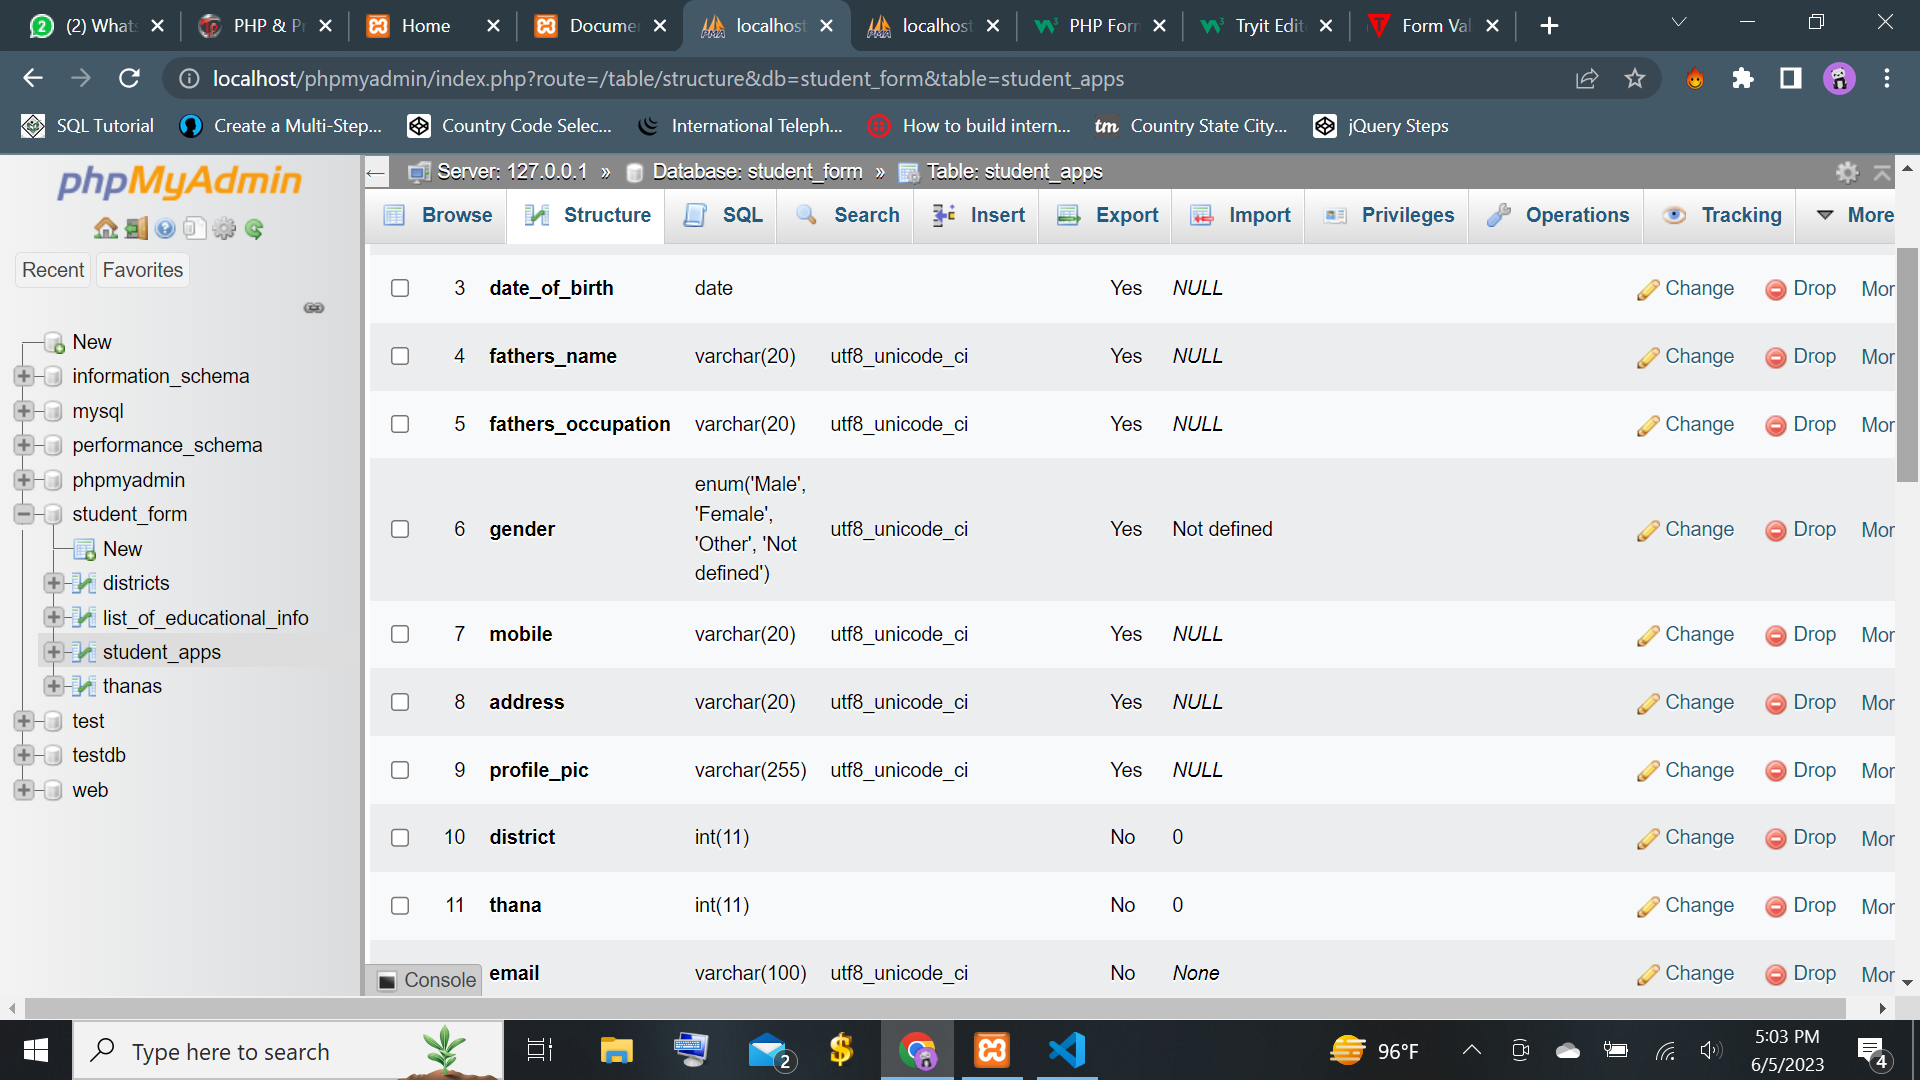 (2) Whats
PHP & Pr
Home
Documen
localhost
localhost
PHP Form
Tryit Edit
Form Val
localhost/phpmyadmin/index.php?route=/table/structure&db=student_form&table=student_apps
SQL Tutorial
Create a Multi-Step...
Country Code Selec...
International Teleph...
How to build intern...
tm Country State City...
jQuery Steps
phpMyAdmin
Recent
Favorites
New
information_schema
mysql
performance_schema
phpmyadmin
student_form
New
districts
list_of_educational_info
student_apps
thanas
test
testdb
web
Server: 127.0.0.1 » Database: student_form » Table: student_apps
Browse
Structure
SQL
Search
Insert
Export
Import
Privileges
Operations
Tracking
More
3 date_of_birth date Yes NULL Change Drop Mor
4 fathers_name varchar(20) utf8_unicode_ci Yes NULL Change Drop Mor
5 fathers_occupation varchar(20) utf8_unicode_ci Yes NULL Change Drop Mor
6 gender enum('Male', 'Female', 'Other', 'Not defined') utf8_unicode_ci Yes Not defined Change Drop Mor
7 mobile varchar(20) utf8_unicode_ci Yes NULL Change Drop Mor
8 address varchar(20) utf8_unicode_ci Yes NULL Change Drop Mor
9 profile_pic varchar(255) utf8_unicode_ci Yes NULL Change Drop Mor
10 district int(11) No 0 Change Drop Mor
11 thana int(11) No 0 Change Drop Mor
email varchar(100) utf8_unicode_ci No None Change Drop Mor
Console
Type here to search
2
96°F
5:03 PM
6/5/2023
4